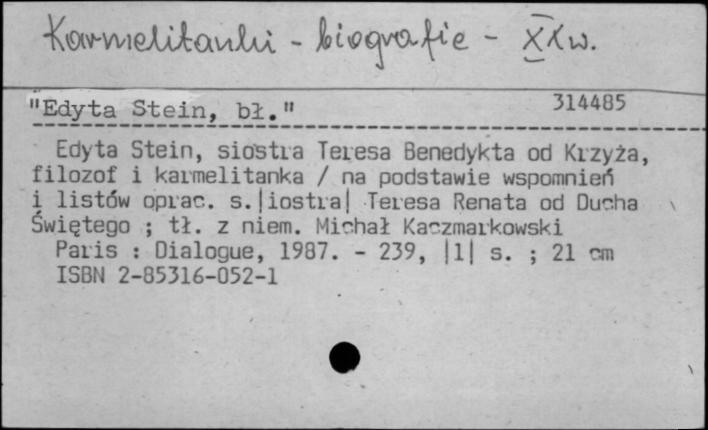 Karmelitanki - biografie - XX w.
"Edyta Stein, bł." 314485
Edyta Stein, siostra Teresa Benedykta od Krzyża,
filozof i karmelitanka / na podstawie wspomnień
i listów oprac. s.|iostra| Teresa Renata od Ducha
Świętego ; tł. z niem. Michał Kaczmarkowski
Paris : Dialogue, 1987. - 239, |1| s. ; 21 cm
ISBN 2-85316-052-1